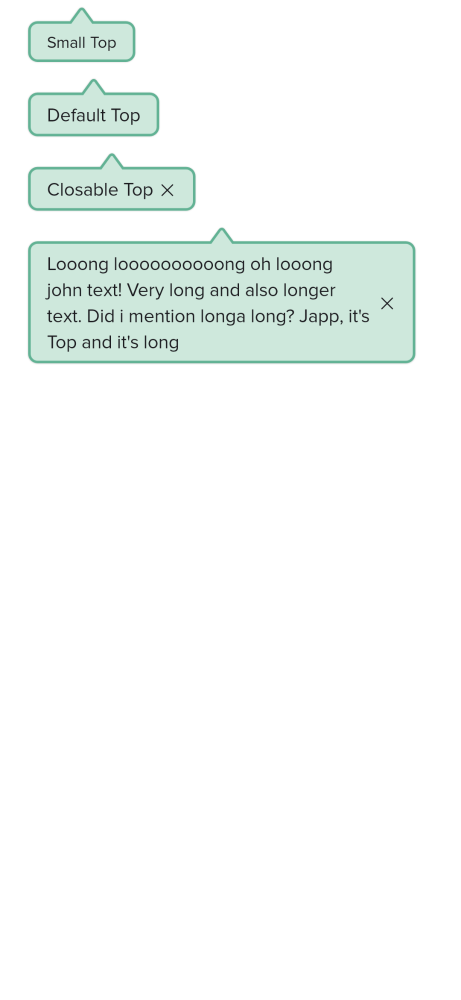 Small Top
Default Top
Closable Top
Looong looooooooooong oh looong
john text! Very long and also longer
text. Did i mention longa long? Japp, it's
Top and it's long